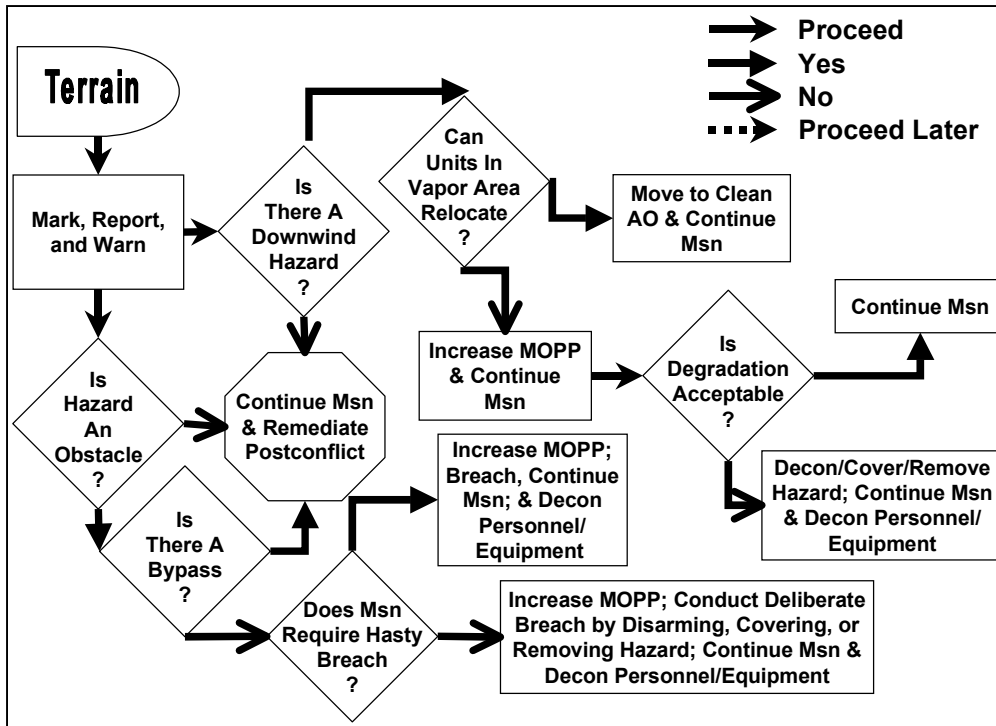 Terrain
Proceed
Yes
No
Proceed Later
Mark, Report,
and Warn
Is
There A
Downwind
Hazard
?
Can
Units In
Vapor Area
Relocate
?
Move to Clean
AO & Continue
Msn
Increase MOPP
& Continue
Msn
Is
Degradation
Acceptable
?
Continue Msn
Decon/Cover/Remove
Hazard; Continue Msn
& Decon Personnel/
Equipment
Is
Hazard
An
Obstacle
?
Continue Msn
& Remediate
Postconflict
Is
There A
Bypass
?
Increase MOPP;
Breach, Continue
Msn; & Decon
Personnel/
Equipment
Does Msn
Require Hasty
Breach
?
Increase MOPP; Conduct Deliberate
Breach by Disarming, Covering, or
Removing Hazard; Continue Msn &
Decon Personnel/Equipment